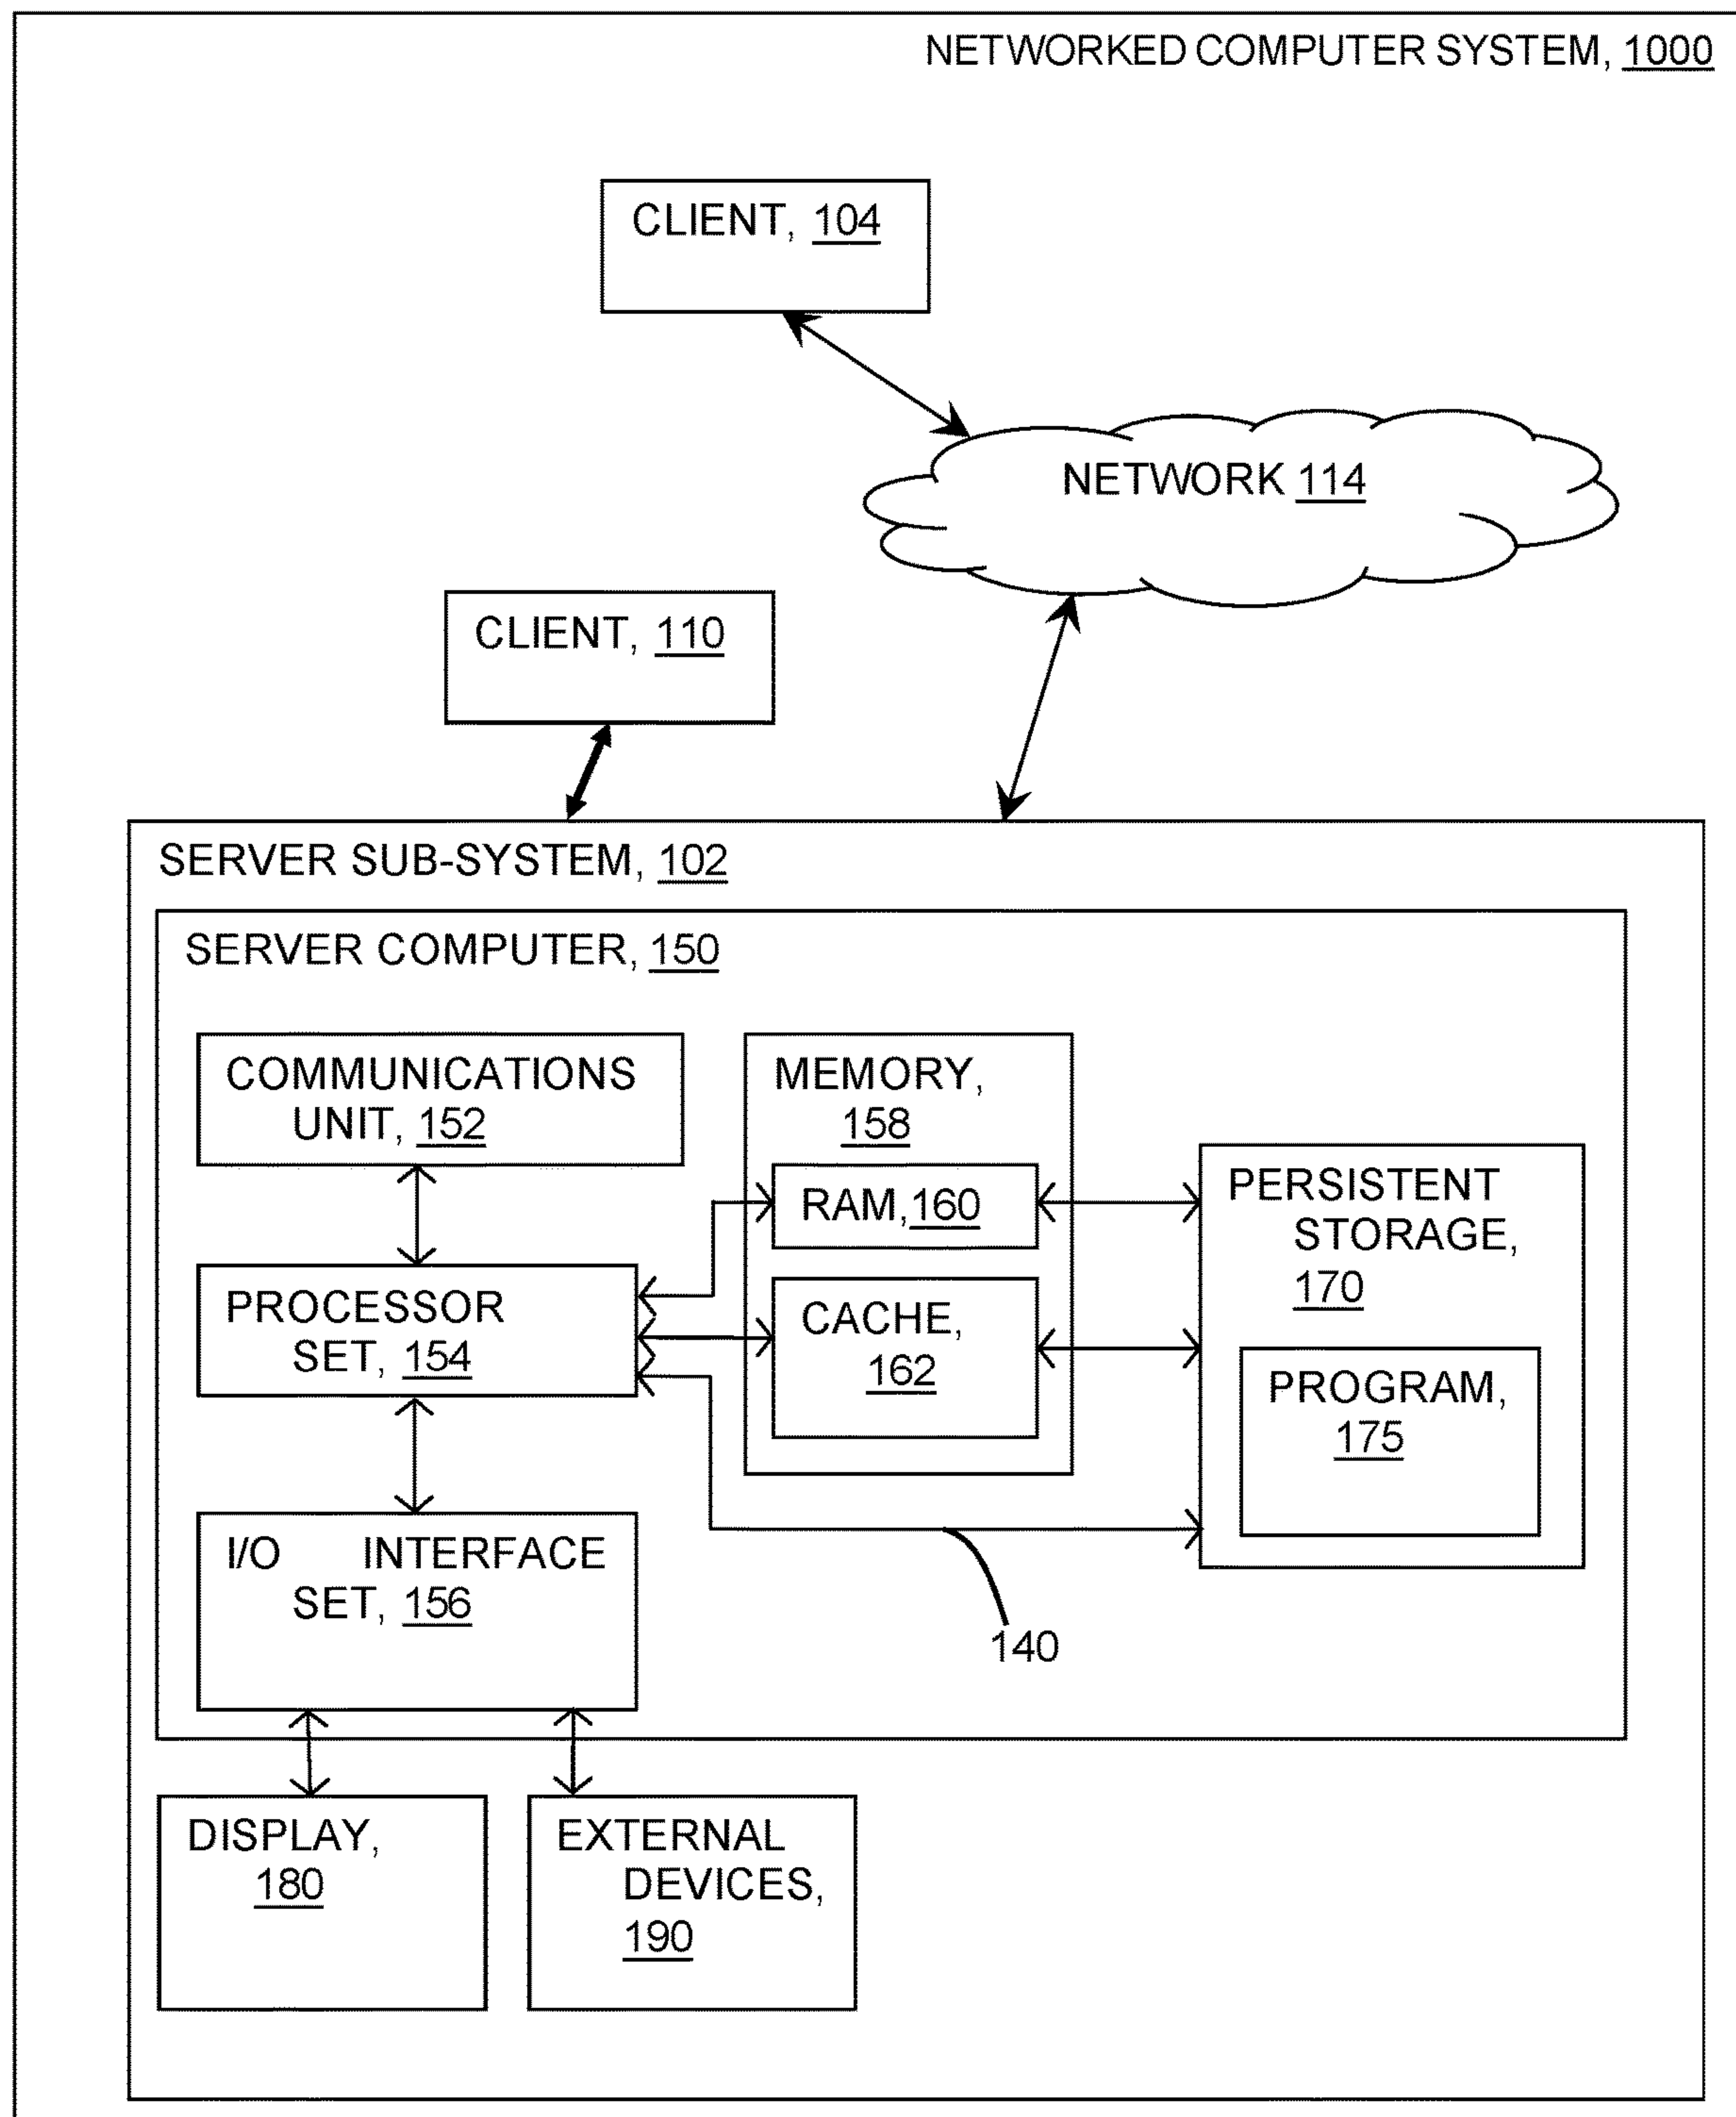 NETWORKED COMPUTER SYSTEM, 1000
CLIENT, 104
NETWORK 114
CLIENT, 110
SERVER SUB-SYSTEM, 102
SERVER COMPUTER, 150
COMMUNICATIONS
UNIT, 152
MEMORY,
158
RAM,160
CACHE,
162
PERSISTENT
STORAGE,
170
PROGRAM,
175
PROCESSOR
SET, 154
I/O INTERFACE
SET, 156
140
DISPLAY,
180
EXTERNAL
DEVICES,
190